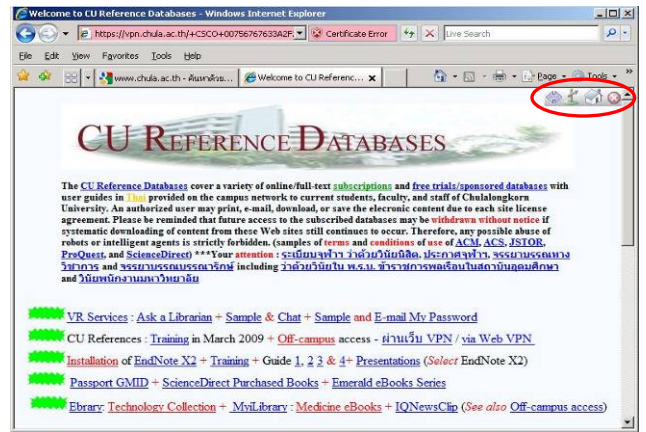 Welcome to CU Reference Databases - Windows Internet Explorer
https://vpn.chula.ac.th/+CSCO+00756767633A2F Certificate Error Live Search
File Edit View Favorites Tools Help
www.chula.ac.th - Welcome to CU Referenc... Page Tools
CU REFERENCE DATABASES
The CU Reference Databases cover a variety of online/full-text subscriptions and free trials/sponsored databases with
user guides in Thai provided on the campus network to current students, faculty, and staff of Chulalongkorn
University. An authorized user may print, e-mail, download, or save the elecronic content due to each site license
agreement. Please be reminded that future access to the subscribed databases may be withdrawn without notice if
systematic downloading of content from these Web sites still continues to occur. Therefore, any possible abuse of
robots or intelligent agents is strictly forbidden. (samples of terms and conditions of use of ACM, ACS, JSTOR,
ProQuest, and ScienceDirect) ***Your attention : ระเบียบจุฬาฯ ว่าด้วยวินัยนิสิต, ประกาศจุฬาฯ, จรรยาบรรณทาง
วิชาการ and จรรยาบรรณบรรณารักษ์ including ว่าด้วยวินัยใน พ.ร.บ. ข้าราชการพลเรือนในสถาบันอุดมศึกษา
and วินัยพนักงานมหาวิทยาลัย
VR Services : Ask a Librarian + Sample & Chat + Sample and E-mail My Password
CU References : Training in March 2009 + Off-campus access - ผ่านเว็บ VPN / via Web VPN
Installation of EndNote X2 + Training + Guide 1, 2 3 & 4+ Presentations (Select EndNote X2)
Passport GMID + ScienceDirect Purchased Books + Emerald eBooks Series
Ebrary: Technology Collection + MyiLibrary : Medicine eBooks + IQNewsClip (See also Off-campus access)